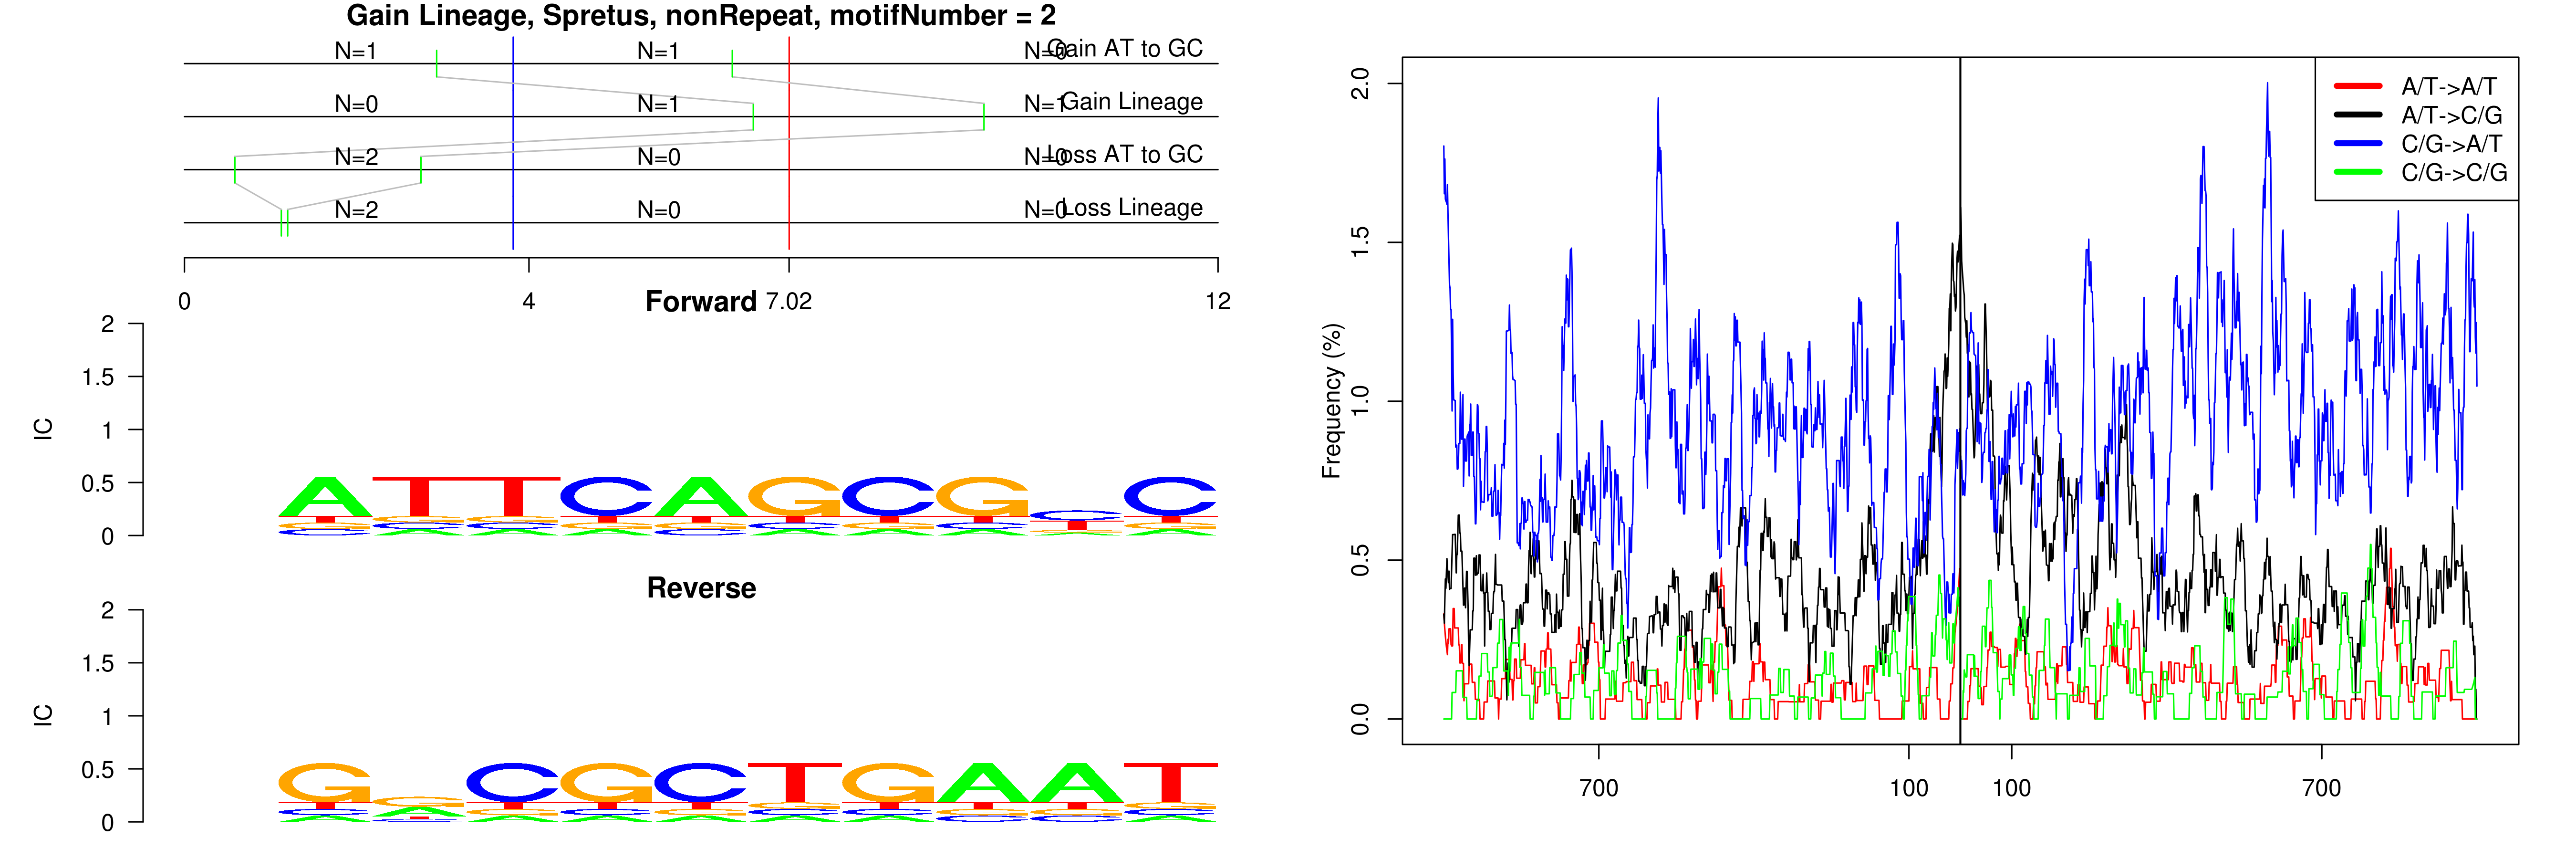 Gain Lineage, Spretus, nonRepeat, motifNumber = 2
N=1 N=1 N=0 Gain AT to GC
N=0 N=1 N=1 Gain Lineage
N=2 N=0 N=0 Loss AT to GC
N=2 N=0 N=0 Loss Lineage
0 4 7.02 12
Forward
2
1.5
1
0.5
0
IC
ATTCAGCGCC
Reverse
2
1.5
1
0.5
0
IC
GGCGCTGAAT
2.0
1.5
1.0
0.5
0.0
Frequency (%)
A/T->A/T
A/T->C/G
C/G->A/T
C/G->C/G
700 100 100 700